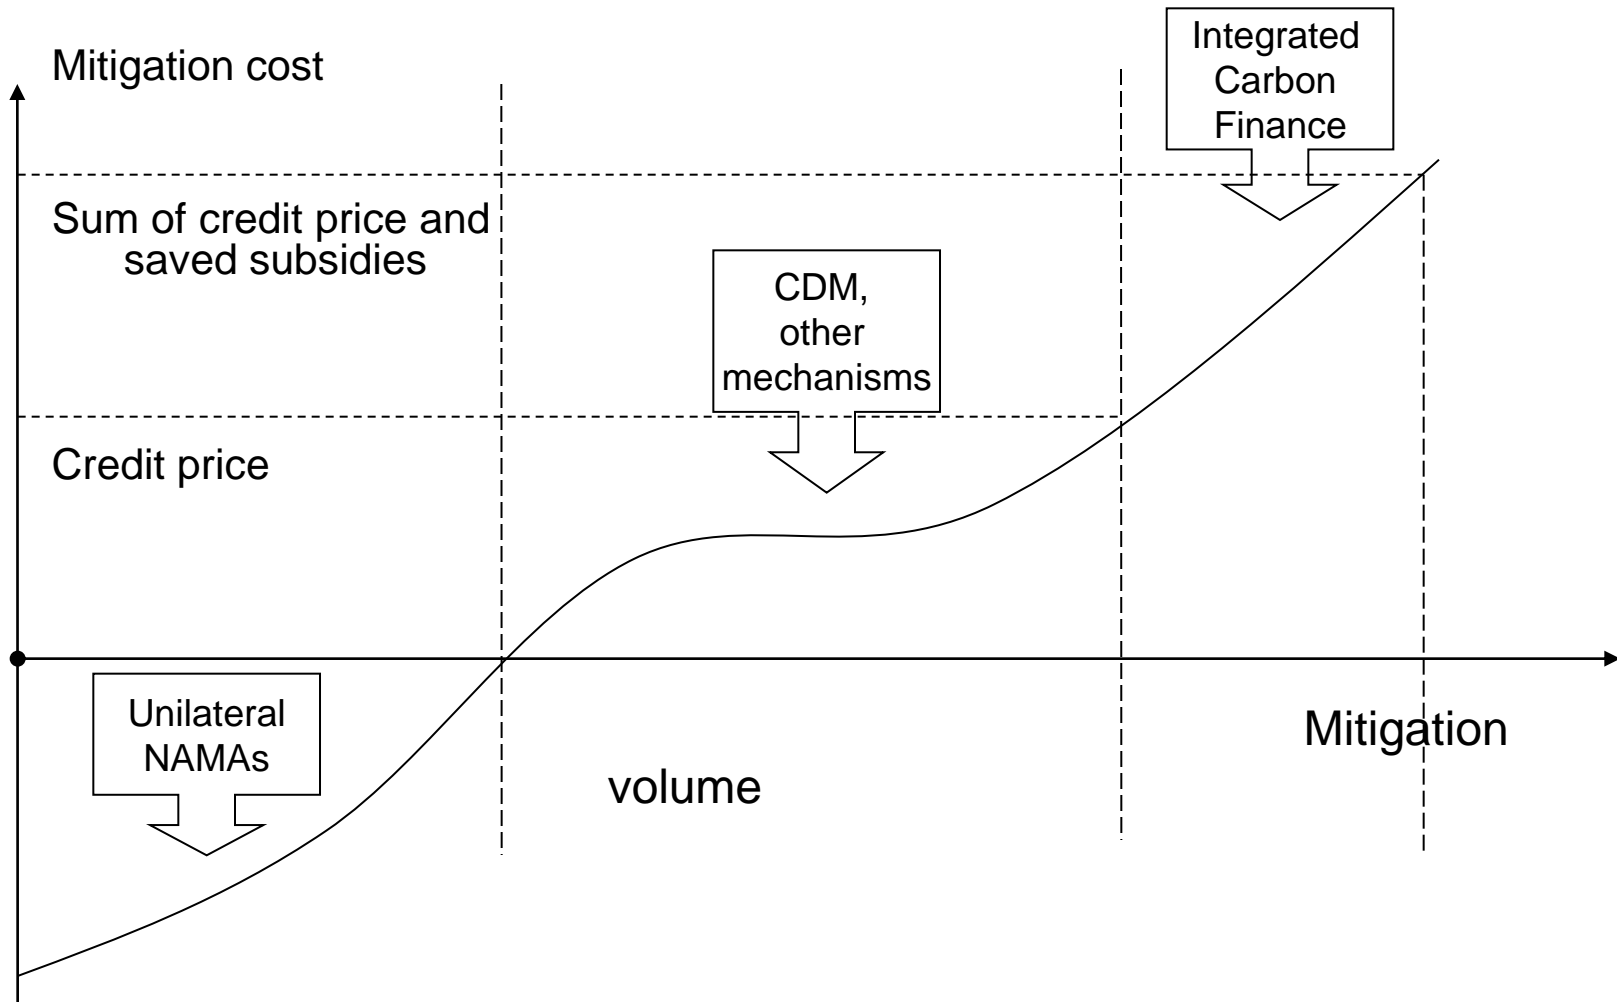 Mitigation cost
Integrated
Carbon
Finance
Sum of credit price and
saved subsidies
CDM,
other
mechanisms
Credit price
Unilateral
NAMAs
Mitigation
volume